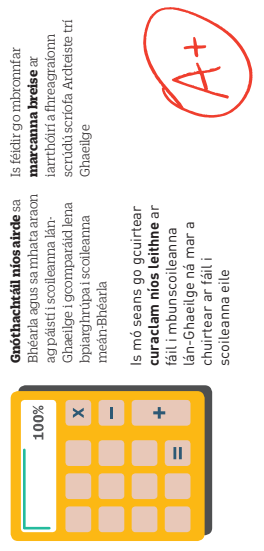 100%
x
−
+
=
Gnóthachtáil níos airde sa
Bhéarla agus sa mhata araon
ag páistí i scoileanna lán-
Ghaeilge i gcomparáid lena
bpiarghrúpa i scoileanna
meán-Bhéarla
Is féidir go mbronnfar
marcanna breise ar
iarrthóirí a fhreagraíonn
scrúdú scríofa Ardteiste trí
Ghaeilge
Is mó seans go gcuirtear
curaclam níos leithne ar
fáil i mbunscoileanna
lán-Ghaeilge ná mar a
chuirtear ar fáil i
scoileanna eile
A+